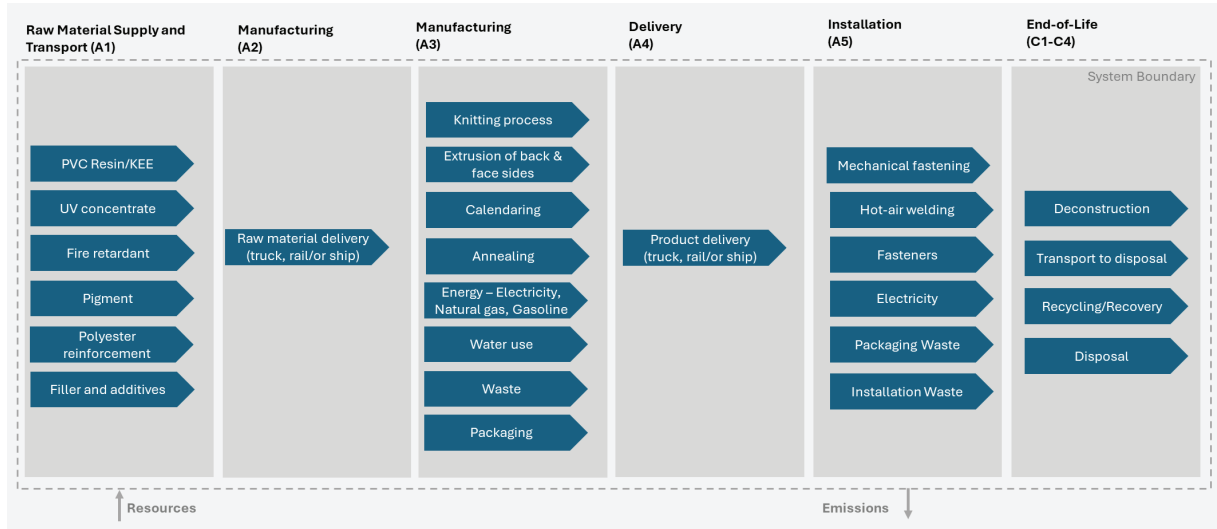 Raw Material Supply and
Transport (A1)
Manufacturing
(A2)
Manufacturing
(A3)
Delivery
(A4)
Installation
(A5)
End-of-Life
(C1-C4)
System Boundary
PVC Resin/KEE
UV concentrate
Fire retardant
Pigment
Polyester
reinforcement
Filler and additives
Raw material delivery
(truck, rail/or ship)
Knitting process
Extrusion of back &
face sides
Calendaring
Annealing
Energy – Electricity,
Natural gas, Gasoline
Water use
Waste
Packaging
Product delivery
(truck, rail/or ship)
Mechanical fastening
Hot-air welding
Fasteners
Electricity
Packaging Waste
Installation Waste
Deconstruction
Transport to disposal
Recycling/Recovery
Disposal
Resources
Emissions